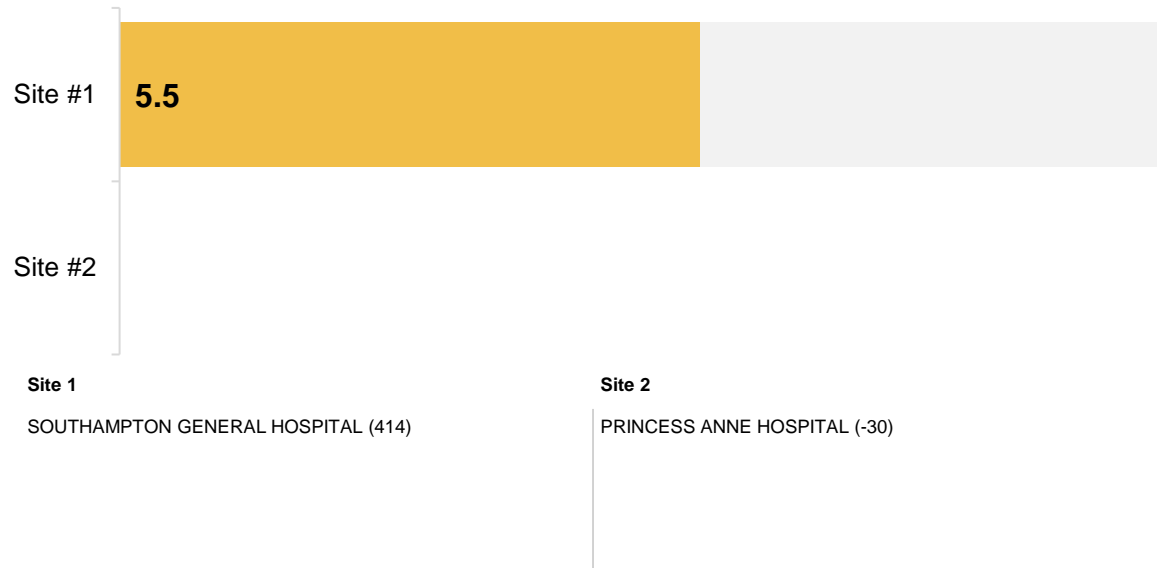 Site #1
5.5
Site #2
Site 1
Site 2
SOUTHAMPTON GENERAL HOSPITAL (414)
PRINCESS ANNE HOSPITAL (-30)